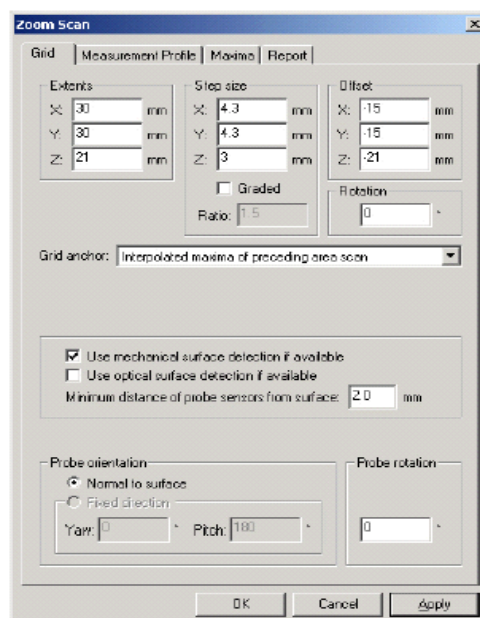 Zoom Scan
Grid Measurement Profile Maxima Report
Extents
X: 30 mm
Y: 30 mm
Z: 21 mm
Step size
X: 4.3 mm
Y: 4.3 mm
Z: 3 mm
Graded
Ratio: 1.5
Offset
X: -15 mm
Y: -15 mm
Z: -21 mm
Rotation
0 °
Grid anchor: Interpolated maxima of preceding area scan
Use mechanical surface detection if available
Use optical surface detection if available
Minimum distance of probe sensors from surface: 2.0 mm
Probe orientation
Normal to surface
Fixed direction
Yaw: 0 ° Pitch: 180 °
Probe rotation
0 °
OK Cancel Apply